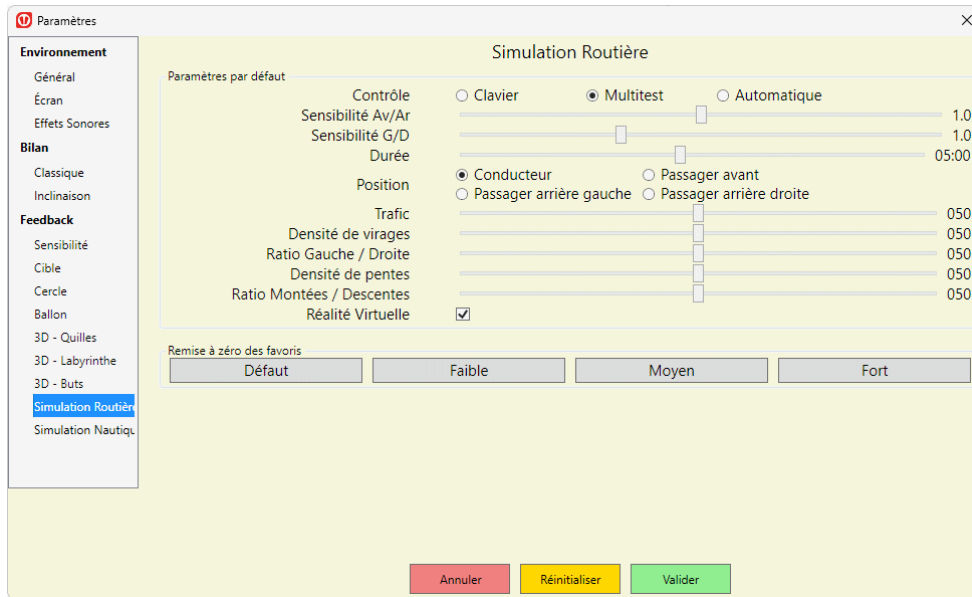 Paramètres
Environnement
Général
Écran
Effets Sonores
Bilan
Classique
Inclinaison
Feedback
Sensibilité
Cible
Cercle
Ballon
3D - Quilles
3D - Labyrinthe
3D - Buts
Simulation Routièr
Simulation Nautiqu
Simulation Routière
Paramètres par défaut
Contrôle Clavier Multitest Automatique
Sensibilité Av/Ar 1.0
Sensibilité G/D 1.0
Durée 05:00
Position Conducteur Passager avant
Passager arrière gauche Passager arrière droite
Trafic 050
Densité de virages 050
Ratio Gauche / Droite 050
Densité de pentes 050
Ratio Montées / Descentes 050
Réalité Virtuelle
Remise à zéro des favoris
Défaut Faible Moyen Fort
Annuler Réinitialiser Valider